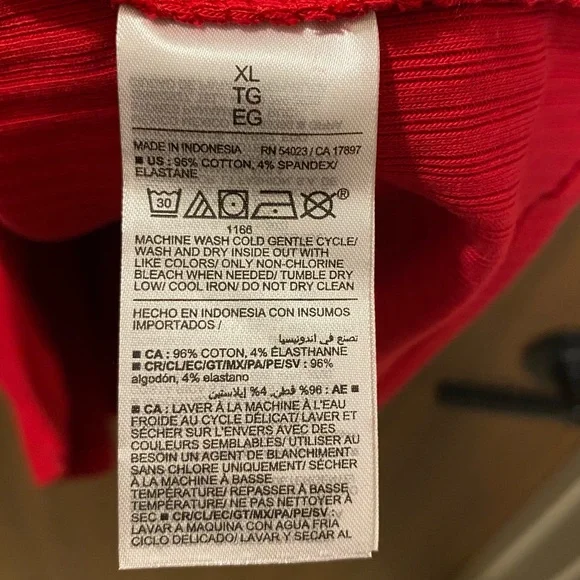 XL
TG
EG
MADE IN INDONESIA RN 54023 / CA 17897
■ US : 96% COTTON, 4% SPANDEX/
ELASTANE
30
®
1166
MACHINE WASH COLD GENTLE CYCLE/
WASH AND DRY INSIDE OUT WITH
LIKE COLORS/ ONLY NON-CHLORINE
BLEACH WHEN NEEDED/ TUMBLE DRY
LOW/ COOL IRON/ DO NOT DRY CLEAN
HECHO EN INDONESIA CON INSUMOS
IMPORTADOS /
تصنع في اندونيسيا
■ CA : 96% COTON, 4% ÉLASTHANNE
■ CR/CL/EC/GT/MX/PA/PE/SV : 96%
algodón, 4% elastano
■ AE : 96% قطن, 4% إيلاستين
■ CA : LAVER À LA MACHINE À L'EAU
FROIDE AU CYCLE DÉLICAT/ LAVER ET
SÉCHER SUR L'ENVERS AVEC DES
COULEURS SEMBLABLES/ UTILISER AU
BESOIN UN AGENT DE BLANCHIMENT
SANS CHLORE UNIQUEMENT/ SÉCHER
À LA MACHINE À BASSE
TEMPÉRATURE/ REPASSER À BASSE
TEMPÉRATURE/ NE PAS NETTOYER À
SEC ■ CR/CL/EC/GT/MX/PA/PE/SV :
LAVAR A MAQUINA CON AGUA FRIA
CICLO DELICADO/ LAVAR Y SECAR AL